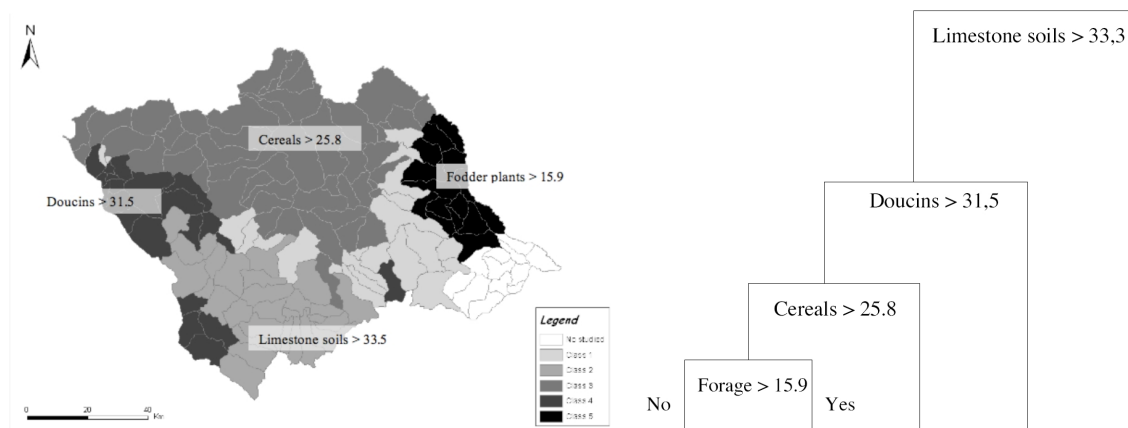 N
Cereals > 25.8
Fodder plants > 15.9
Doucins > 31.5
Limestone soils > 33.5
0 20 40
Km
Legend
No studied
Class 1
Class 2
Class 3
Class 4
Class 5
Limestone soils > 33,3
Doucins > 31,5
Cereals > 25.8
Forage > 15.9
No
Yes